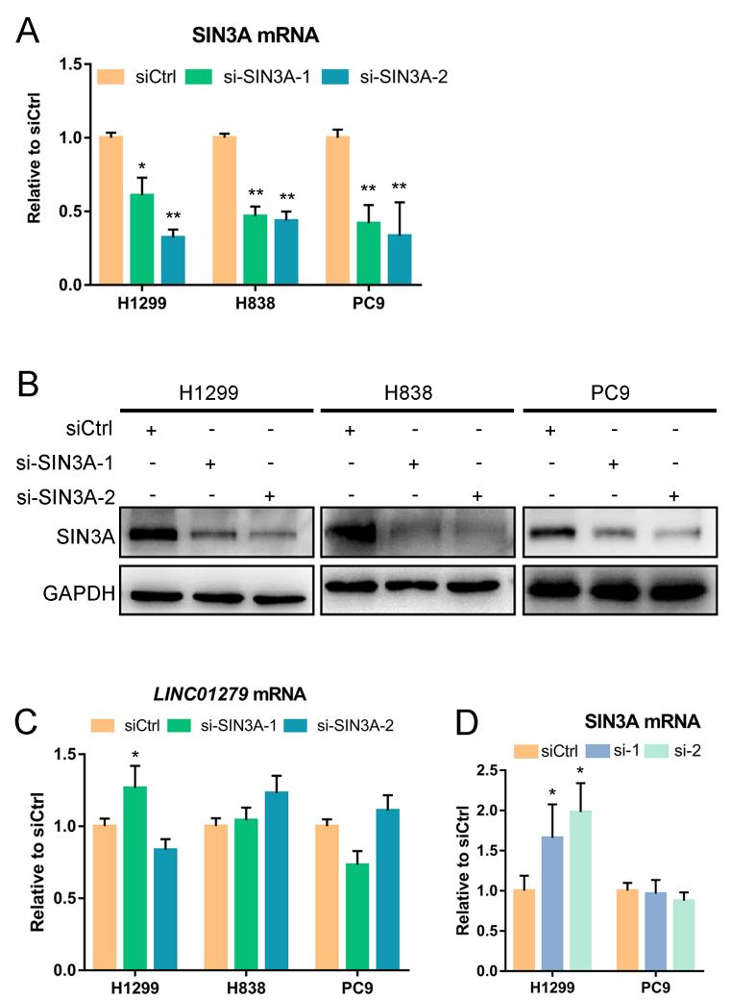 A
SIN3A mRNA
siCtrl si-SIN3A-1 si-SIN3A-2
Relative to siCtrl
1.5
1.0
0.5
0.0
* ** ** ** ** **
H1299 H838 PC9
B
H1299 H838 PC9
siCtrl + - - + - - + - -
si-SIN3A-1 - + - - + - - + -
si-SIN3A-2 - - + - - + - - +
SIN3A
GAPDH
C
LINC01279 mRNA
siCtrl si-SIN3A-1 si-SIN3A-2
Relative to siCtrl
1.5
1.0
0.5
0.0
*
H1299 H838 PC9
D
SIN3A mRNA
siCtrl si-1 si-2
Relative to siCtrl
2.5
2.0
1.5
1.0
0.5
0.0
* *
H1299 PC9